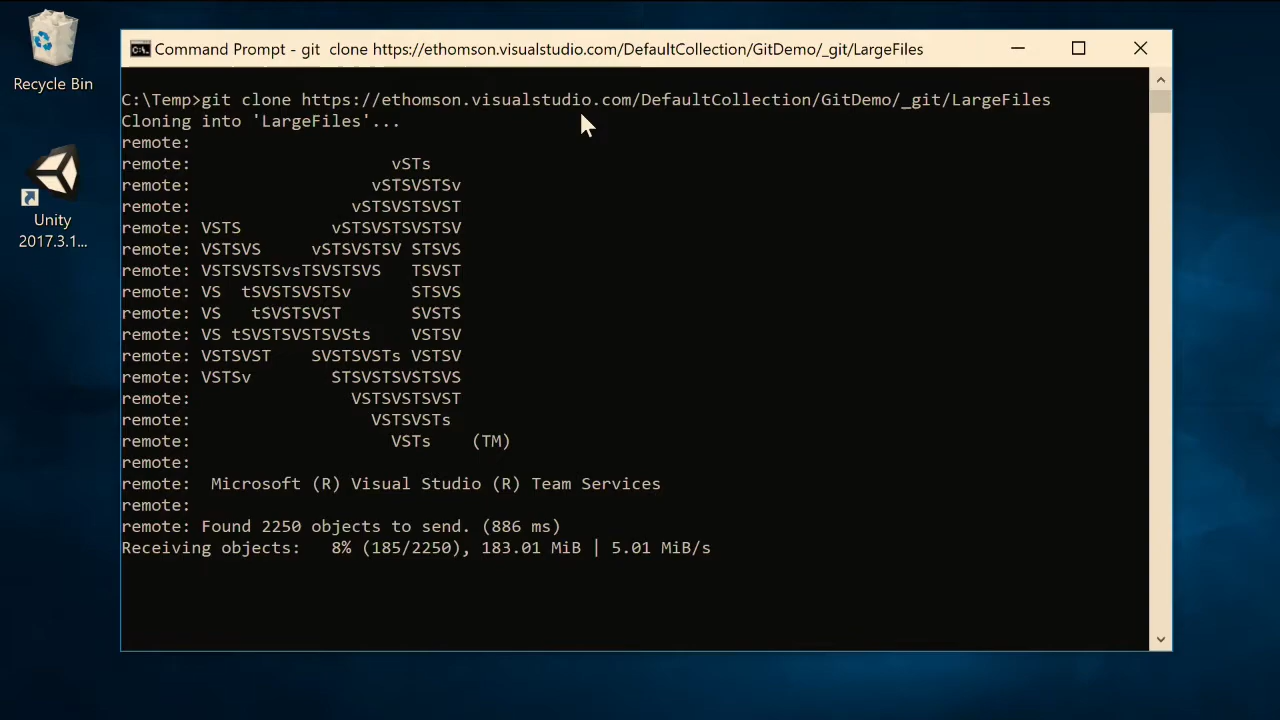 Recycle Bin
Unity
2017.3.1...
Command Prompt - git  clone https://ethomson.visualstudio.com/DefaultCollection/GitDemo/_git/LargeFiles
C:\Temp>git clone https://ethomson.visualstudio.com/DefaultCollection/GitDemo/_git/LargeFiles
Cloning into 'LargeFiles'...
remote:
remote:                    vSTs
remote:                  vSTSVSTSv
remote:                vSTSVSTSVST
remote: VSTS         vSTSVSTSVSTSV
remote: VSTSVS     vSTSVSTSV STSVS
remote: VSTSVSTSvsTSVSTSVS   TSVST
remote: VS  tSVSTSVSTSv      STSVS
remote: VS   tSVSTSVST       SVSTS
remote: VS tSVSTSVSTSVSts    VSTSV
remote: VSTSVST    SVSTSVSTs VSTSV
remote: VSTSv        STSVSTSVSTSVS
remote:                VSTSVSTSVST
remote:                  VSTSVSTs
remote:                    VSTs    (TM)
remote:
remote:  Microsoft (R) Visual Studio (R) Team Services
remote:
remote: Found 2250 objects to send. (886 ms)
Receiving objects:   8% (185/2250), 183.01 MiB | 5.01 MiB/s